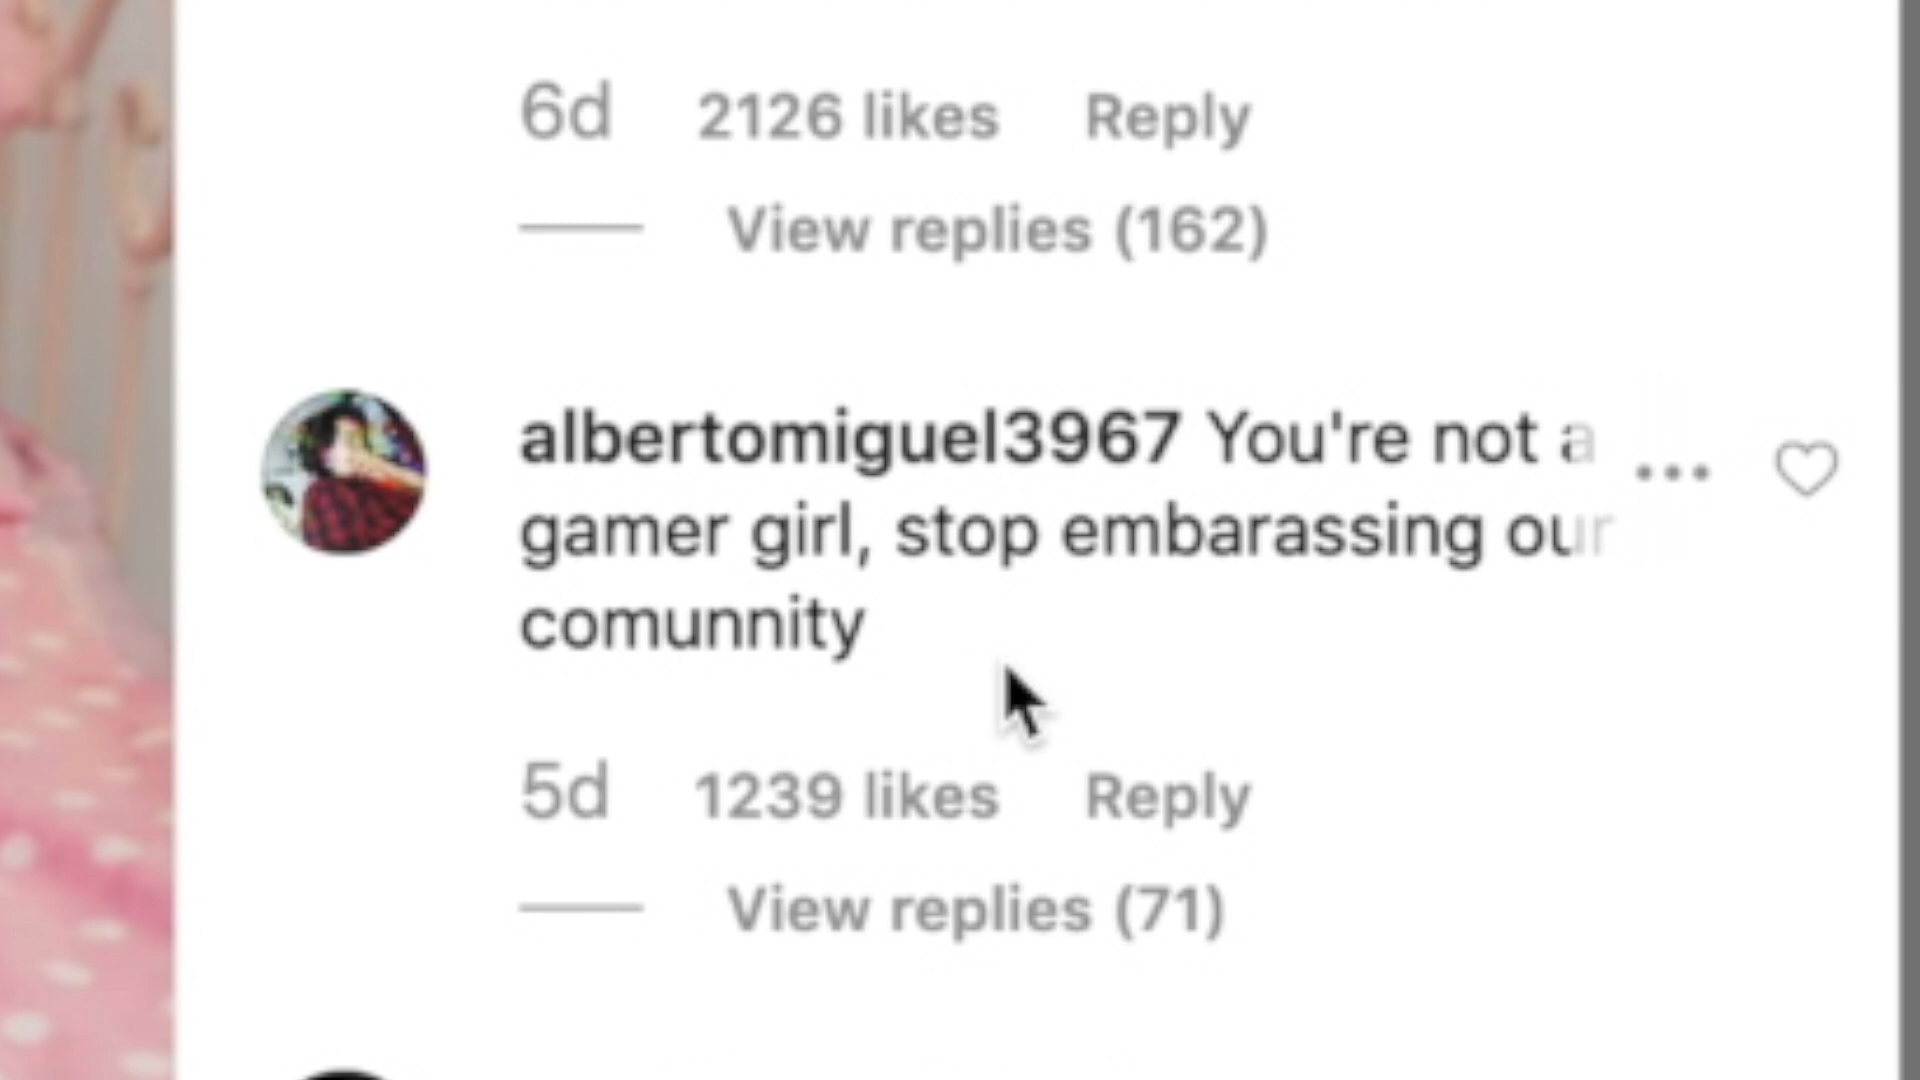 6d 2126 likes Reply
View replies (162)
albertomiguel3967 You're not a
gamer girl, stop embarassing our
comunnity
5d 1239 likes Reply
View replies (71)